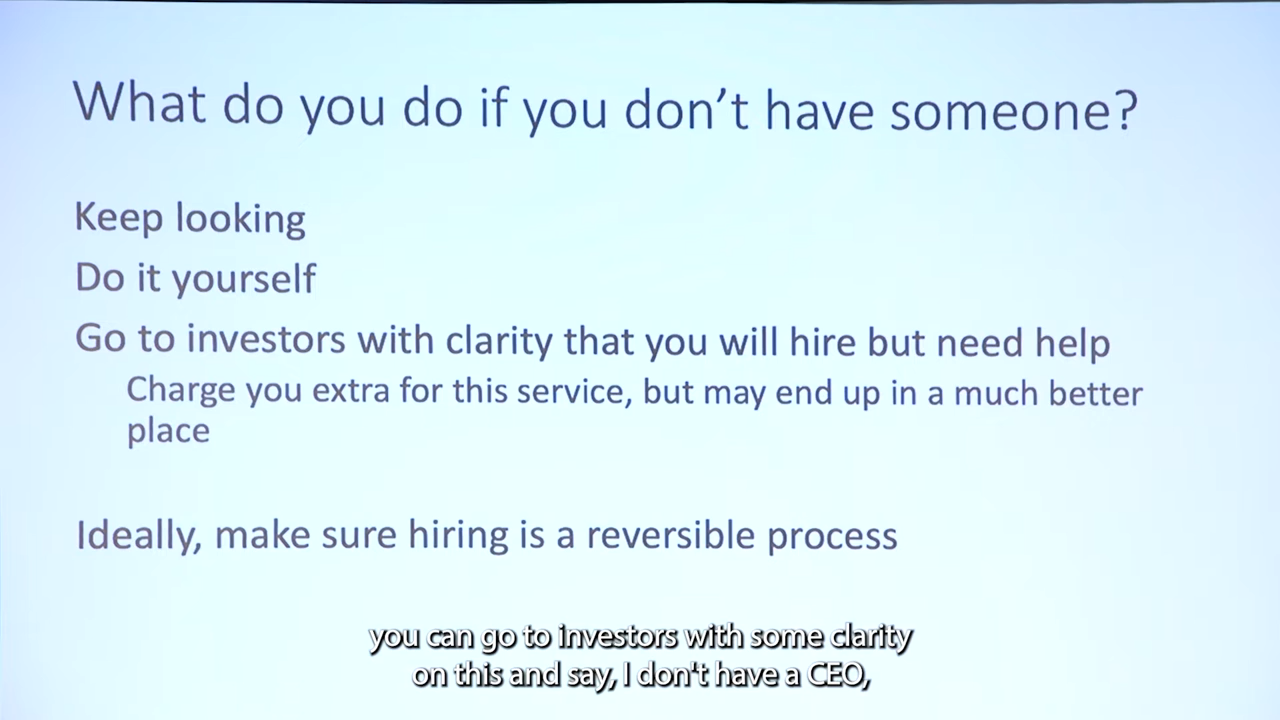 What do you do if you don't have someone?
Keep looking
Do it yourself
Go to investors with clarity that you will hire but need help
Charge you extra for this service, but may end up in a much better
place
Ideally, make sure hiring is a reversible process
you can go to investors with some clarity
on this and say, I don't have a CEO,